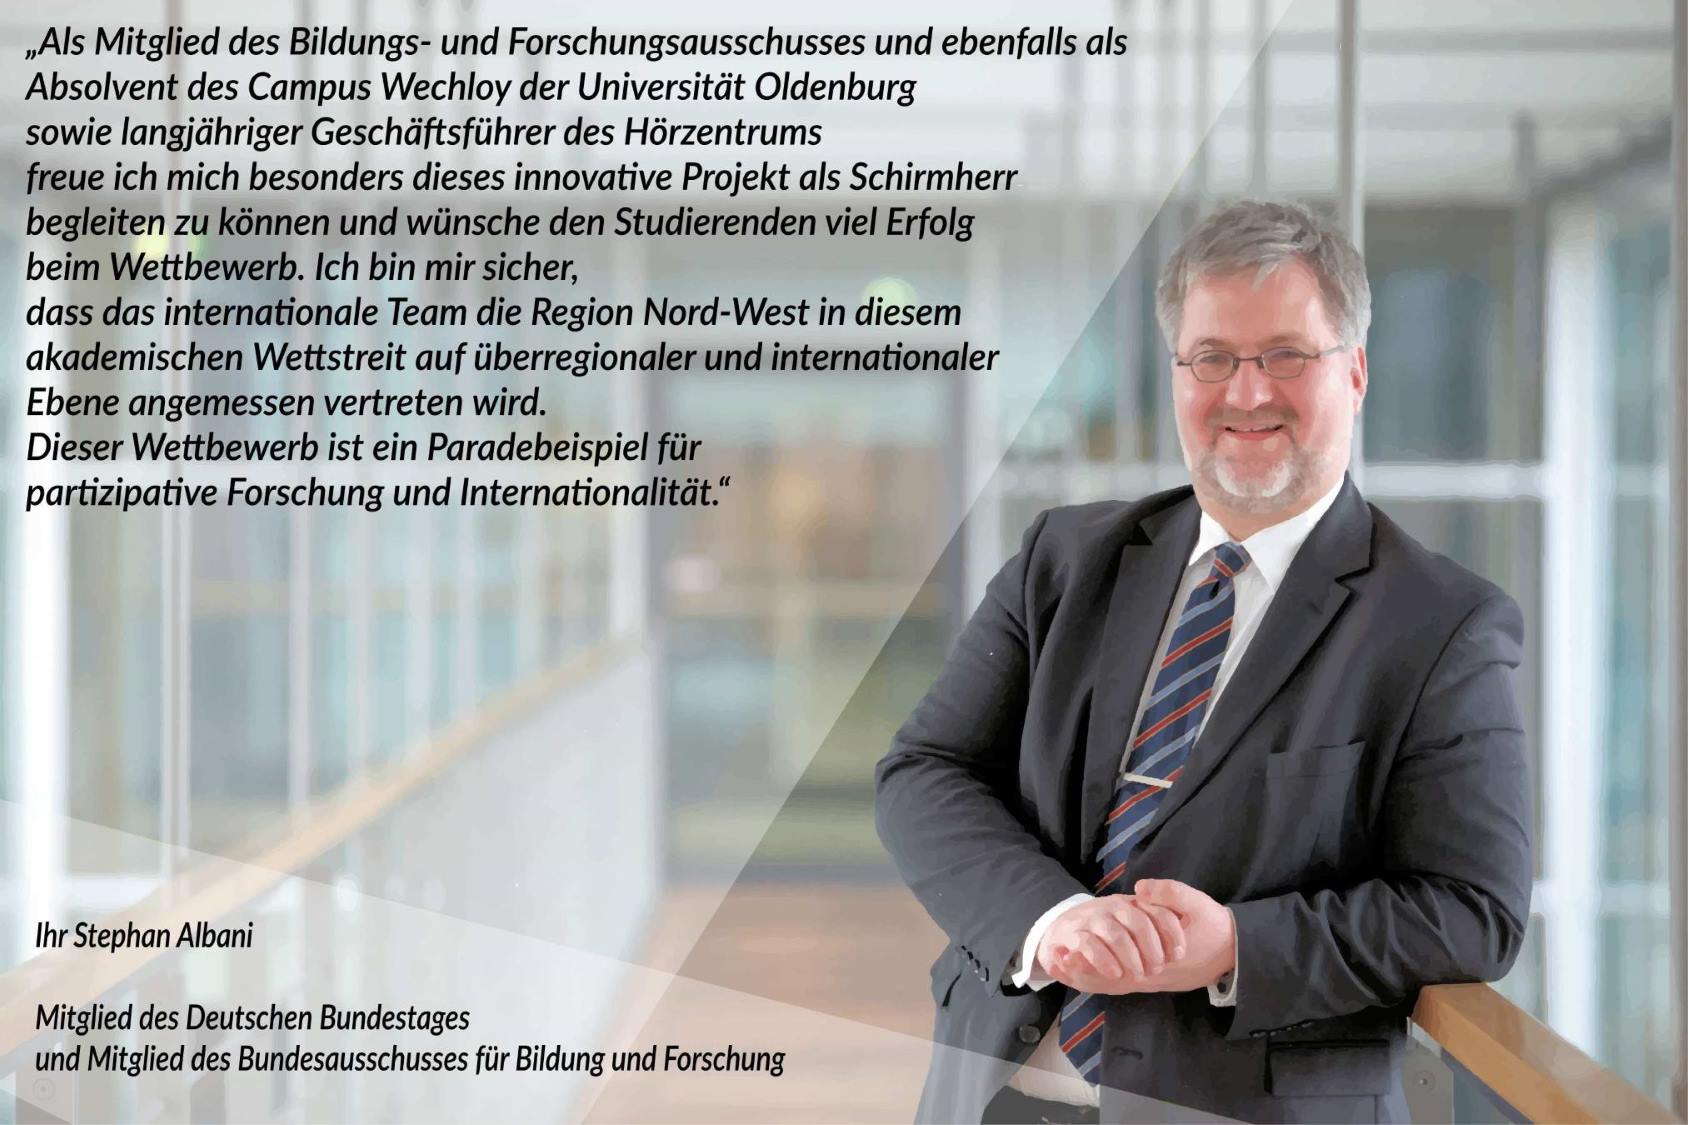 „Als Mitglied des Bildungs- und Forschungsausschusses und ebenfalls als
Absolvent des Campus Wechloy der Universität Oldenburg
sowie langjähriger Geschäftsführer des Hörzentrums
freue ich mich besonders dieses innovative Projekt als Schirmherr
begleiten zu können und wünsche den Studierenden viel Erfolg
beim Wettbewerb. Ich bin mir sicher,
dass das internationale Team die Region Nord-West in diesem
akademischen Wettstreit auf überregionaler und internationaler
Ebene angemessen vertreten wird.
Dieser Wettbewerb ist ein Paradebeispiel für
partizipative Forschung und Internationalität.“
Ihr Stephan Albani
Mitglied des Deutschen Bundestages
und Mitglied des Bundesausschusses für Bildung und Forschung